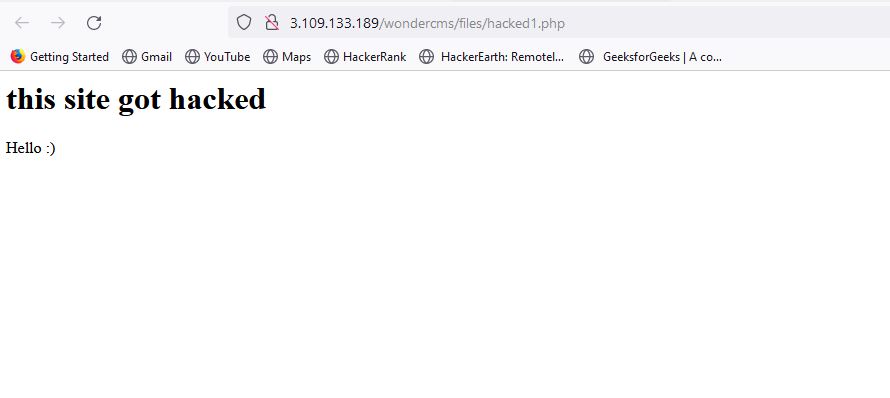 3.109.133.189/wondercms/files/hacked1.php
Getting Started Gmail YouTube Maps HackerRank HackerEarth: Remotel... GeeksforGeeks | A co...
this site got hacked
Hello :)